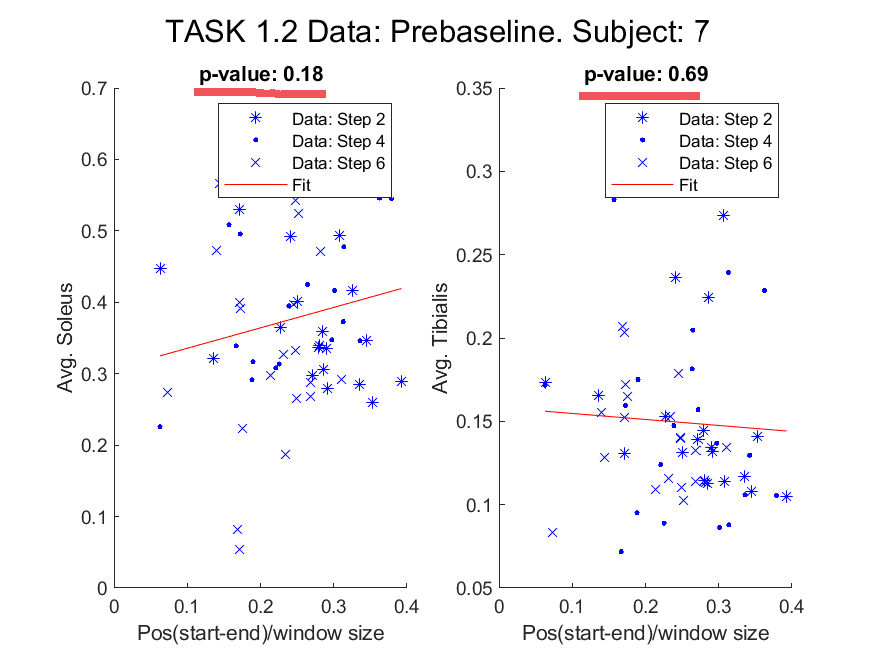 TASK 1.2 Data: Prebaseline. Subject: 7
p-value: 0.18
0.7
0.6
0.5
0.4
0.3
0.2
0.1
0
Avg. Soleus
Data: Step 2
Data: Step 4
Data: Step 6
Fit
0 0.1 0.2 0.3 0.4
Pos(start-end)/window size
p-value: 0.69
0.35
0.3
0.25
0.2
0.15
0.1
0.05
Avg. Tibialis
Data: Step 2
Data: Step 4
Data: Step 6
Fit
0 0.1 0.2 0.3 0.4
Pos(start-end)/window size